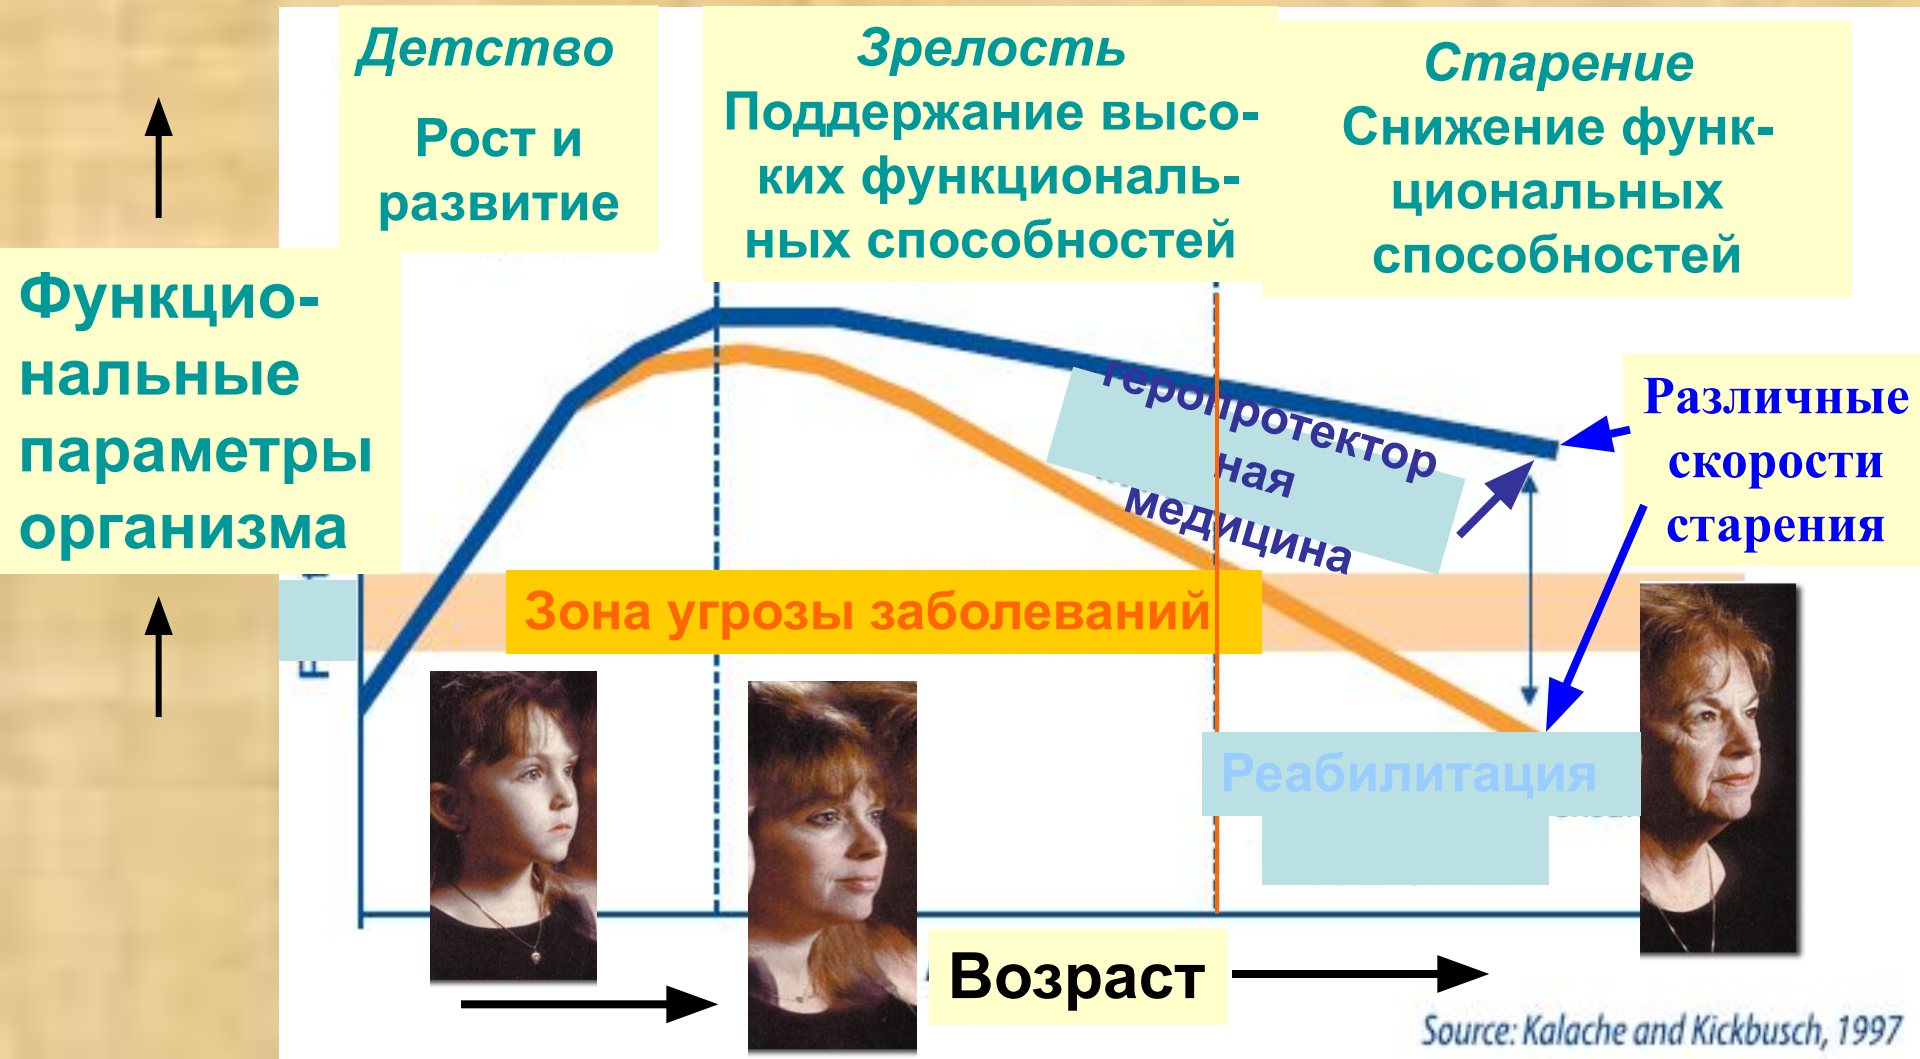 Детство
Рост и
развитие
Зрелость
Поддержание высо-
ких функциональ-
ных способностей
Старение
Снижение функ-
циональных
способностей
Функцио-
нальные
параметры
организма
геропротектор
ная
медицина
Различные
скорости
старения
Зона угрозы заболеваний
Реабилитация
Возраст
Source: Kalache and Kickbusch, 1997